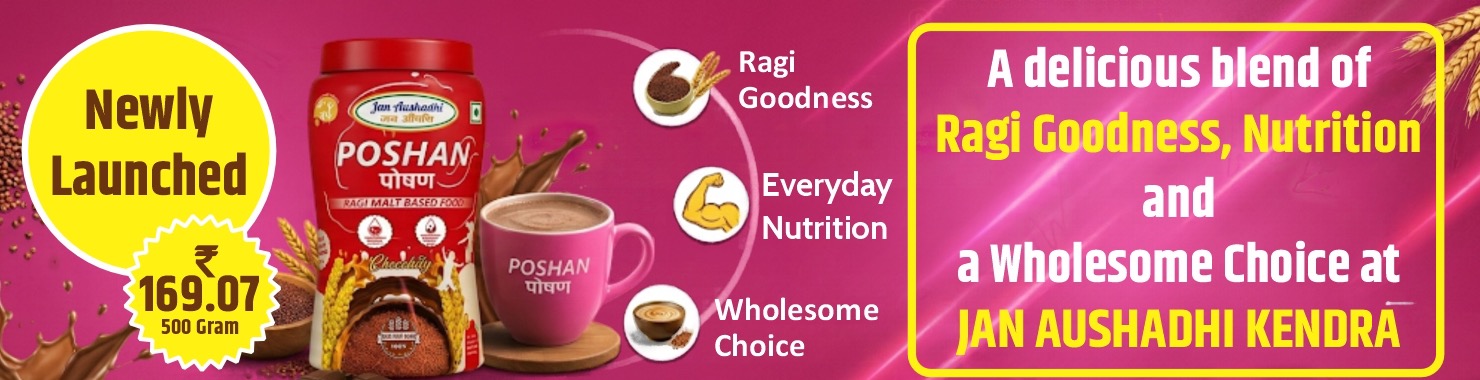 Newly
Launched
₹
169.07
500 Gram
Jan Aushadhi
जन औषधि
POSHAN
पोषण
RAGI MALT BASED FOOD
Chocolaty
POSHAN
पोषण
Ragi
Goodness
Everyday
Nutrition
Wholesome
Choice
A delicious blend of
Ragi Goodness, Nutrition
and
a Wholesome Choice at
JAN AUSHADHI KENDRA